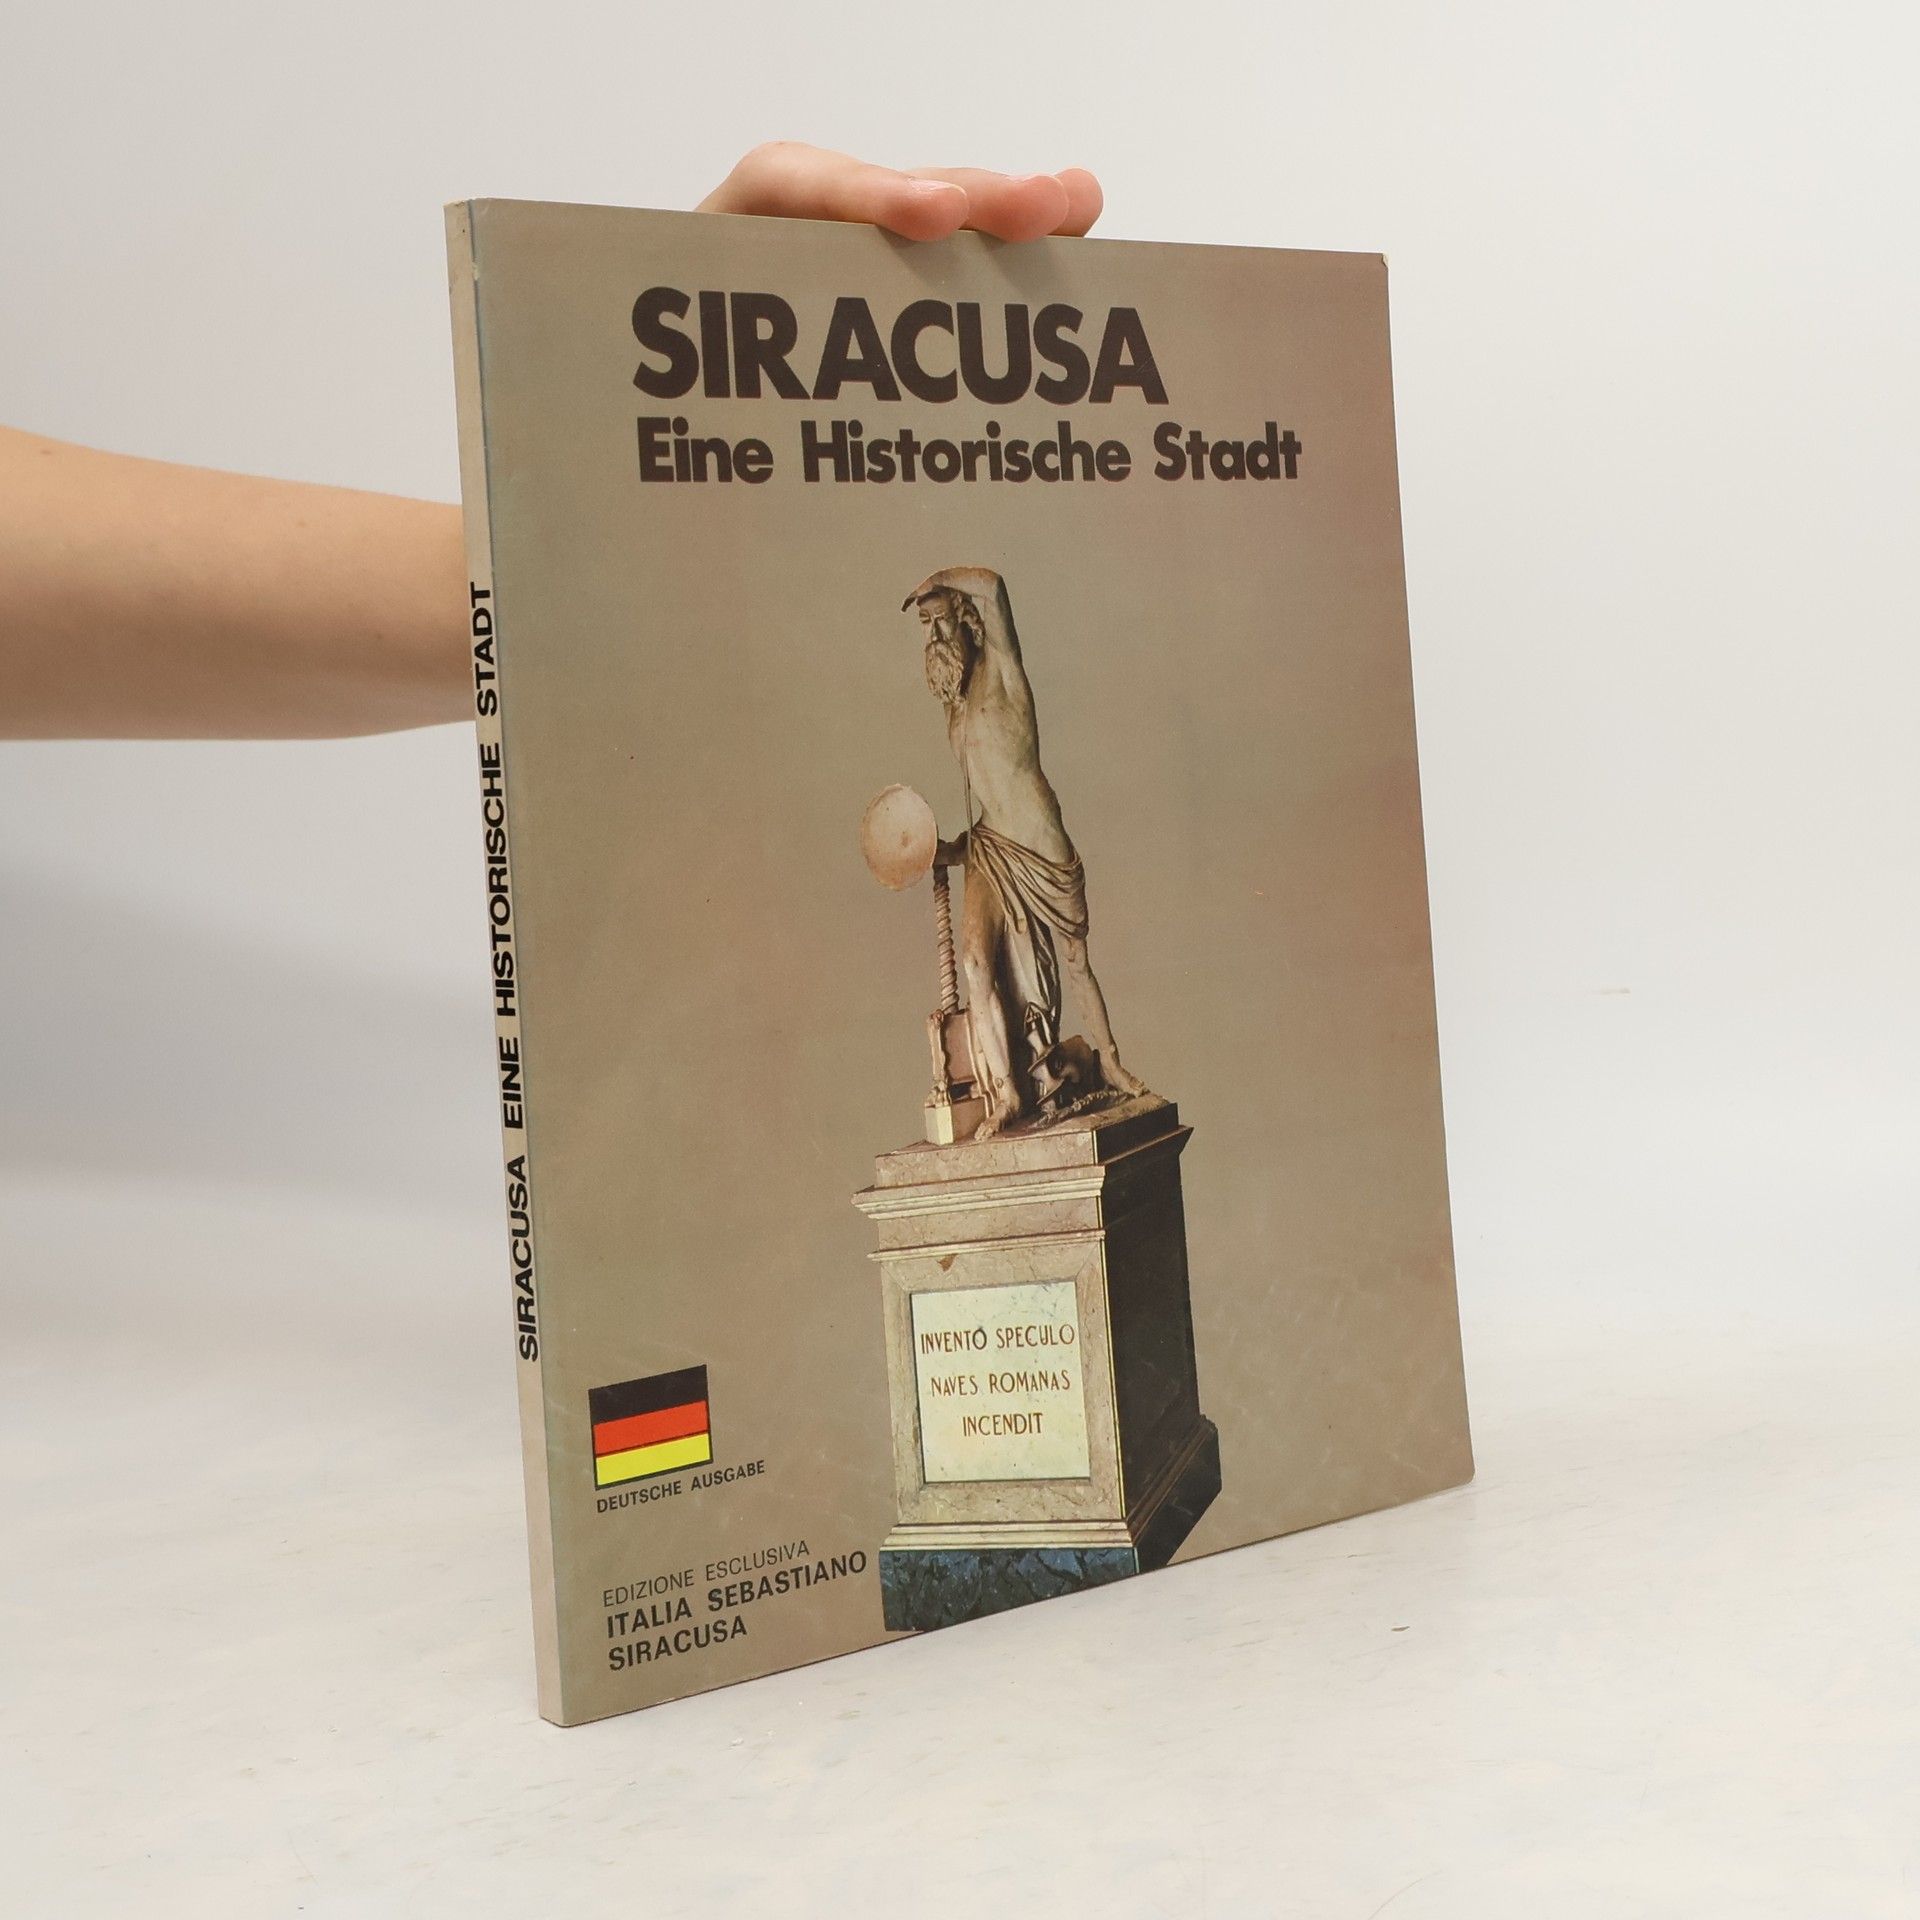 SIRACUSA
Eine Historische Stadt
SIRACUSA EINE HISTORISCHE STADT
INVENTO SPECULO
NAVES ROMANAS
INCENDIT
DEUTSCHE AUSGABE
EDIZIONE ESCLUSIVA
ITALIA SEBASTIANO
SIRACUSA